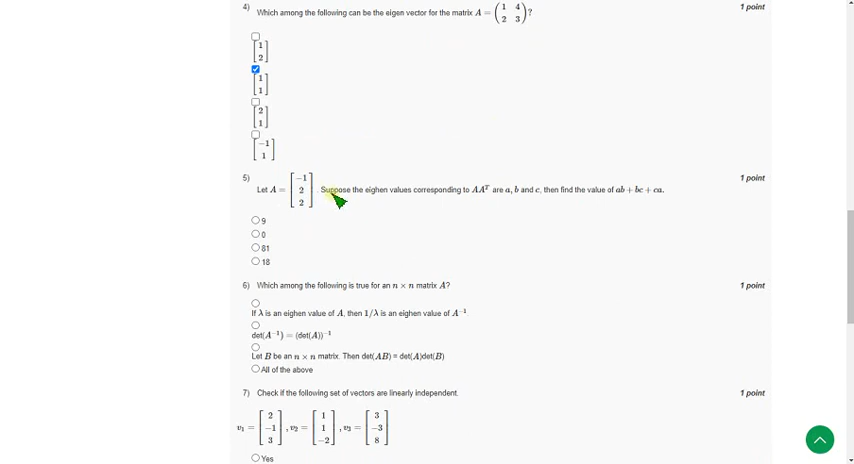 4) Which among the following can be the eigen vector for the matrix A = ( 1 4 ) ? 1 point
2 3
[ 1 ]
2
[ 1 ]
1
[ 2 ]
1
[ −1 ]
1
5) 1 point
Let A = [ −1 ] . Suppose the eighen values corresponding to AAᵀ are a, b and c, then find the value of ab + bc + ca.
2
2
9
0
81
18
6) Which among the following is true for an n × n matrix A? 1 point
If λ is an eighen value of A, then 1/λ is an eighen value of A⁻¹
det(A⁻¹) = (det(A))⁻¹
Let B be an n × n matrix. Then det(AB) = det(A)det(B)
All of the above
7) Check if the following set of vectors are linearly independent. 1 point
v₁ = [ 2 ] , v₂ = [ 1 ] , v₃ = [ 3 ]
−1 1 −3
3 −2 8
Yes